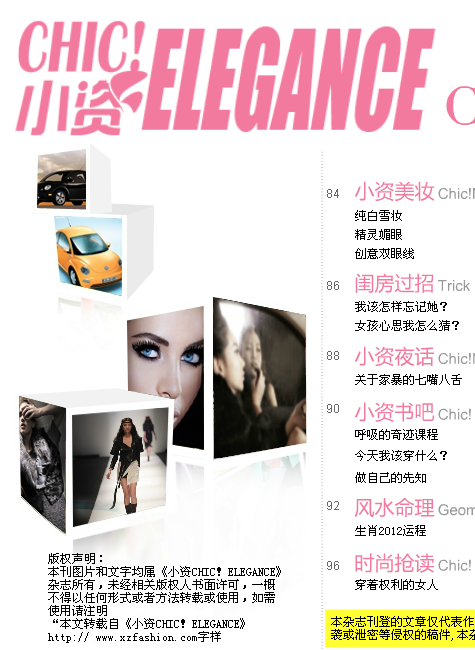 CHIC!
小资 ELEGANCE
C
84 小资美妆 Chic!
纯白雪妆
精灵媚眼
创意双眼线
86 闺房过招 Trick
我该怎样忘记她？
女孩心思我怎么猜？
88 小资夜话 Chic!
关于家暴的七嘴八舌
90 小资书吧 Chic!
呼吸的奇迹课程
今天我该穿什么？
做自己的先知
92 风水命理 Geom
生肖2012运程
96 时尚抢读 Chic!
穿着权利的女人
版权声明：
本刊图片和文字均属《小资CHIC! ELEGANCE》
杂志所有，未经相关版权人书面许可，一概
不得以任何形式或者方法转载或使用，如需
使用请注明
“本文转载自《小资CHIC! ELEGANCE》
http:// www.xzfashion.com字样
本杂志刊登的文章仅代表作
袭或泄密等侵权的稿件,本杂